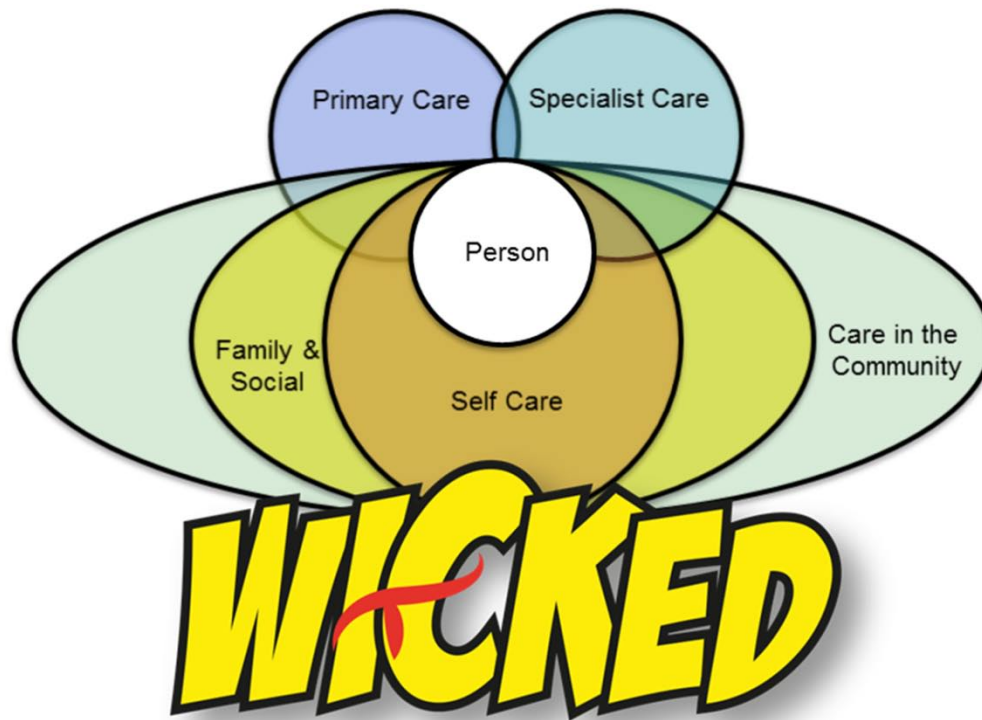 Primary Care
Specialist Care
Person
Family &
Social
Care in the
Community
Self Care
WICKED